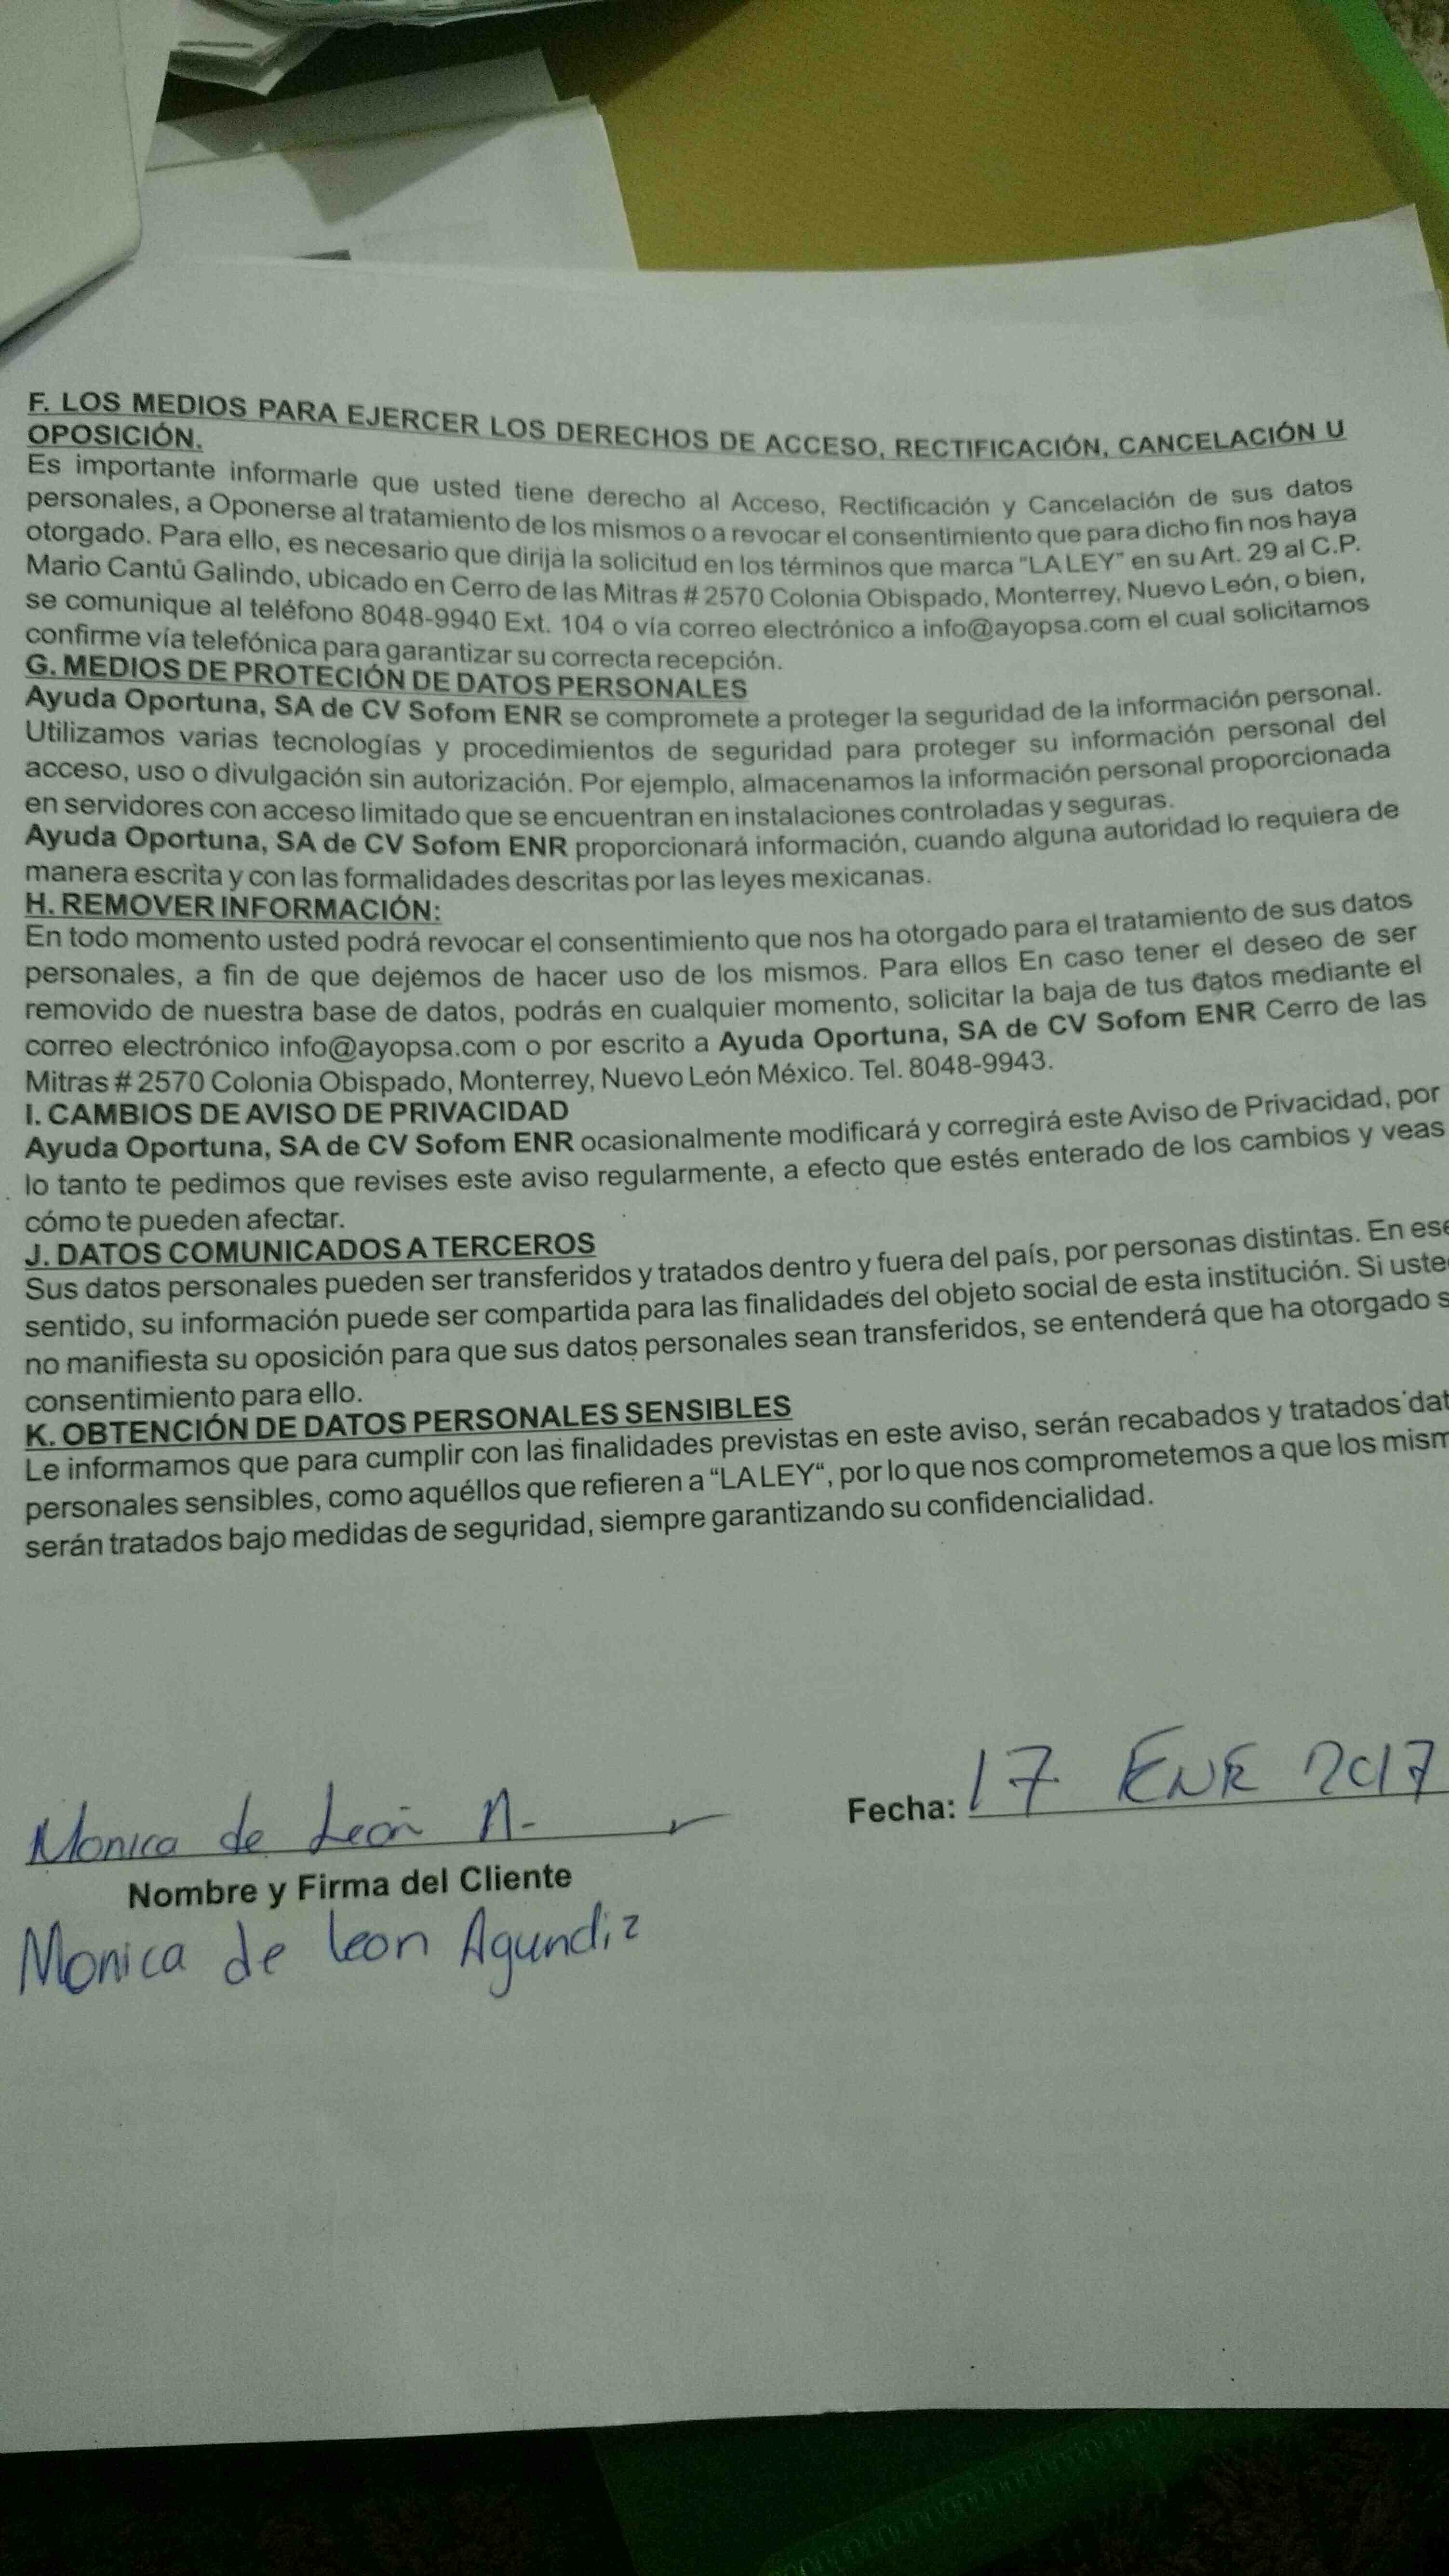 F. LOS MEDIOS PARA EJERCER LOS DERECHOS DE ACCESO, RECTIFICACIÓN, CANCELACIÓN U
OPOSICIÓN.
Es importante informarle que usted tiene derecho al Acceso, Rectificación y Cancelación de sus datos
personales, a Oponerse al tratamiento de los mismos o a revocar el consentimiento que para dicho fin nos haya
otorgado. Para ello, es necesario que dirija la solicitud en los términos que marca "LA LEY" en su Art. 29 al C.P.
Mario Cantú Galindo, ubicado en Cerro de las Mitras # 2570 Colonia Obispado, Monterrey, Nuevo León, o bien,
se comunique al teléfono 8048-9940 Ext. 104 o vía correo electrónico a info@ayopsa.com el cual solicitamos
confirme vía telefónica para garantizar su correcta recepción.
G. MEDIOS DE PROTECIÓN DE DATOS PERSONALES
Ayuda Oportuna, SA de CV Sofom ENR se compromete a proteger la seguridad de la información personal.
Utilizamos varias tecnologías y procedimientos de seguridad para proteger su información personal del
acceso, uso o divulgación sin autorización. Por ejemplo, almacenamos la información personal proporcionada
en servidores con acceso limitado que se encuentran en instalaciones controladas y seguras.
Ayuda Oportuna, SA de CV Sofom ENR proporcionará información, cuando alguna autoridad lo requiera de
manera escrita y con las formalidades descritas por las leyes mexicanas.
H. REMOVER INFORMACIÓN:
En todo momento usted podrá revocar el consentimiento que nos ha otorgado para el tratamiento de sus datos
personales, a fin de que dejemos de hacer uso de los mismos. Para ellos En caso tener el deseo de ser
removido de nuestra base de datos, podrás en cualquier momento, solicitar la baja de tus datos mediante el
correo electrónico info@ayopsa.com o por escrito a Ayuda Oportuna, SA de CV Sofom ENR Cerro de las
Mitras # 2570 Colonia Obispado, Monterrey, Nuevo León México. Tel. 8048-9943.
I. CAMBIOS DE AVISO DE PRIVACIDAD
Ayuda Oportuna, SA de CV Sofom ENR ocasionalmente modificará y corregirá este Aviso de Privacidad, por
lo tanto te pedimos que revises este aviso regularmente, a efecto que estés enterado de los cambios y veas
cómo te pueden afectar.
J. DATOS COMUNICADOS A TERCEROS
Sus datos personales pueden ser transferidos y tratados dentro y fuera del país, por personas distintas. En ese
sentido, su información puede ser compartida para las finalidades del objeto social de esta institución. Si uste
no manifiesta su oposición para que sus datos personales sean transferidos, se entenderá que ha otorgado s
consentimiento para ello.
K. OBTENCIÓN DE DATOS PERSONALES SENSIBLES
Le informamos que para cumplir con las finalidades previstas en este aviso, serán recabados y tratados dat
personales sensibles, como aquéllos que refieren a "LA LEY", por lo que nos comprometemos a que los mism
serán tratados bajo medidas de seguridad, siempre garantizando su confidencialidad.
Monica de León A.
Fecha: 17 ENE 2017
Nombre y Firma del Cliente
Monica de leon Agundiz